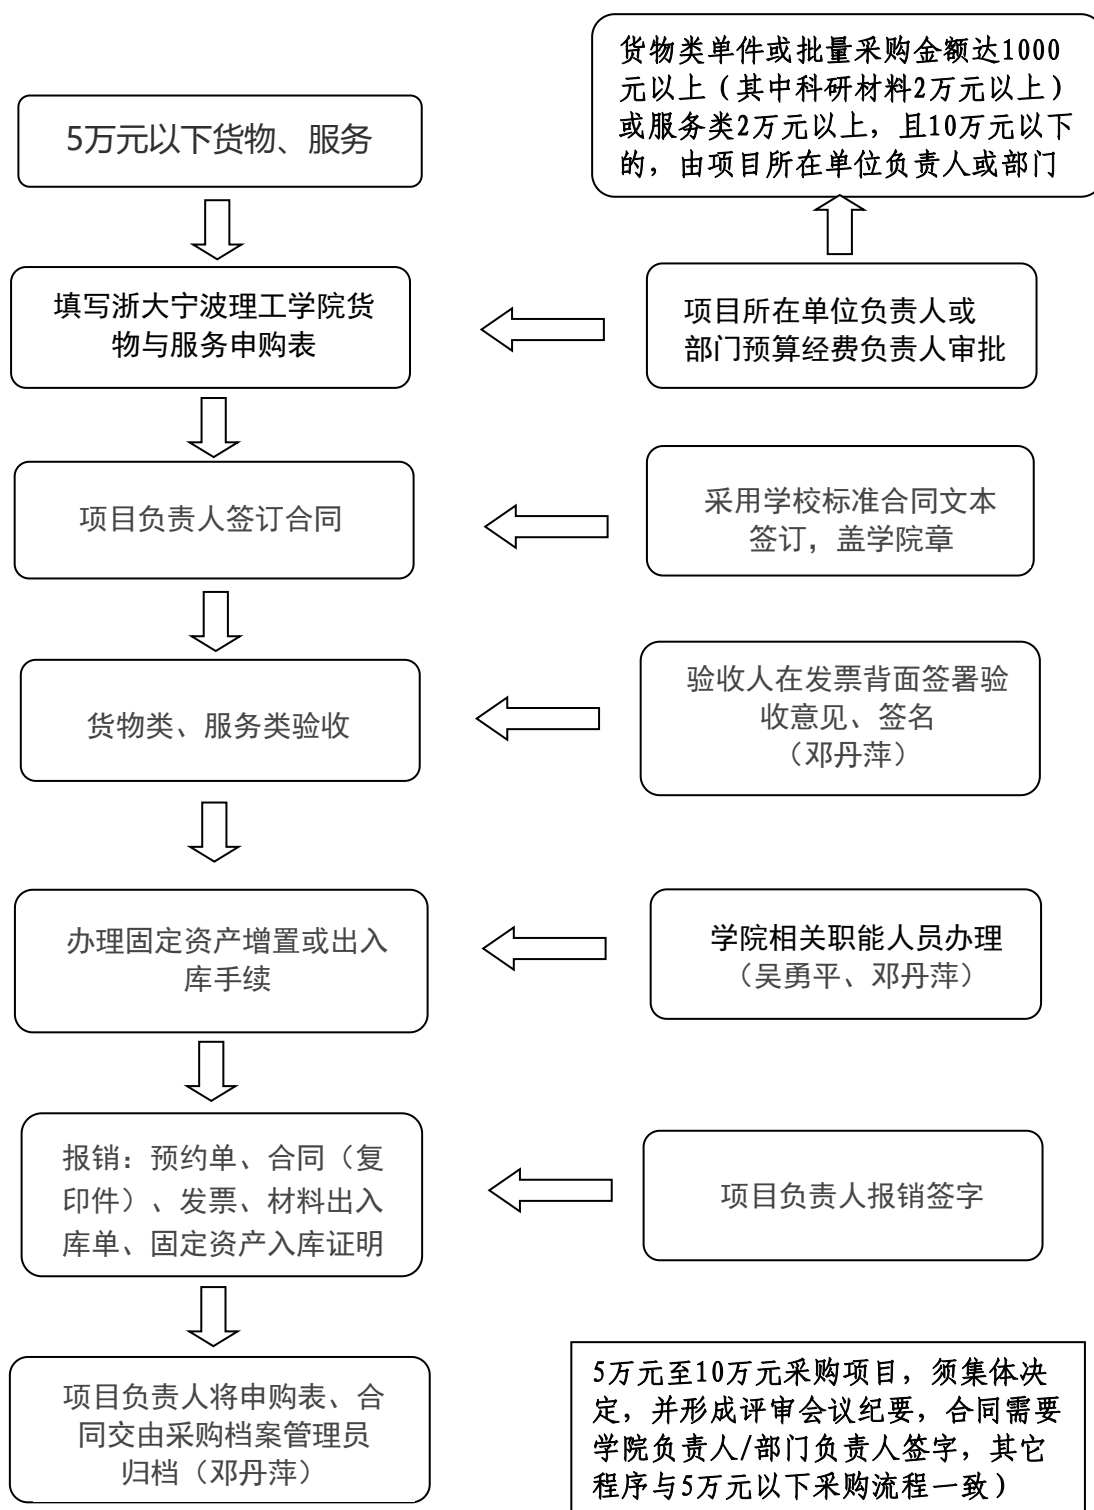 5万元以下货物、服务
货物类单件或批量采购金额达1000
元以上（其中科研材料2万元以上）
或服务类2万元以上，且10万元以下
的，由项目所在单位负责人或部门
填写浙大宁波理工学院货
物与服务申购表
项目所在单位负责人或
部门预算经费负责人审批
项目负责人签订合同
采用学校标准合同文本
签订，盖学院章
货物类、服务类验收
验收人在发票背面签署验
收意见、签名
（邓丹萍）
办理固定资产增置或出入
库手续
学院相关职能人员办理
（吴勇平、邓丹萍）
报销：预约单、合同（复
印件）、发票、材料出入
库单、固定资产入库证明
项目负责人报销签字
项目负责人将申购表、合
同交由采购档案管理员
归档（邓丹萍）
5万元至10万元采购项目，须集体决
定，并形成评审会议纪要，合同需要
学院负责人/部门负责人签字，其它
程序与5万元以下采购流程一致）